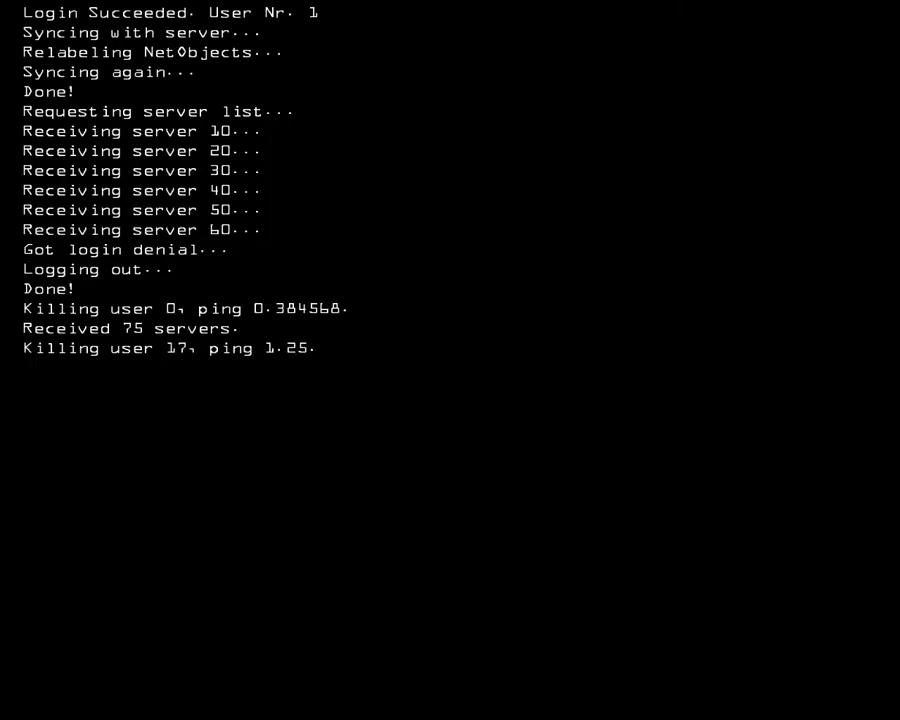 Login Succeeded. User Nr. 1
Syncing with server...
Relabeling NetObjects...
Syncing again...
Done!
Requesting server list...
Receiving server 10...
Receiving server 20...
Receiving server 30...
Receiving server 40...
Receiving server 50...
Receiving server 60...
Got login denial...
Logging out...
Done!
Killing user 0, ping 0.384568.
Received 75 servers.
Killing user 17, ping 1.25.